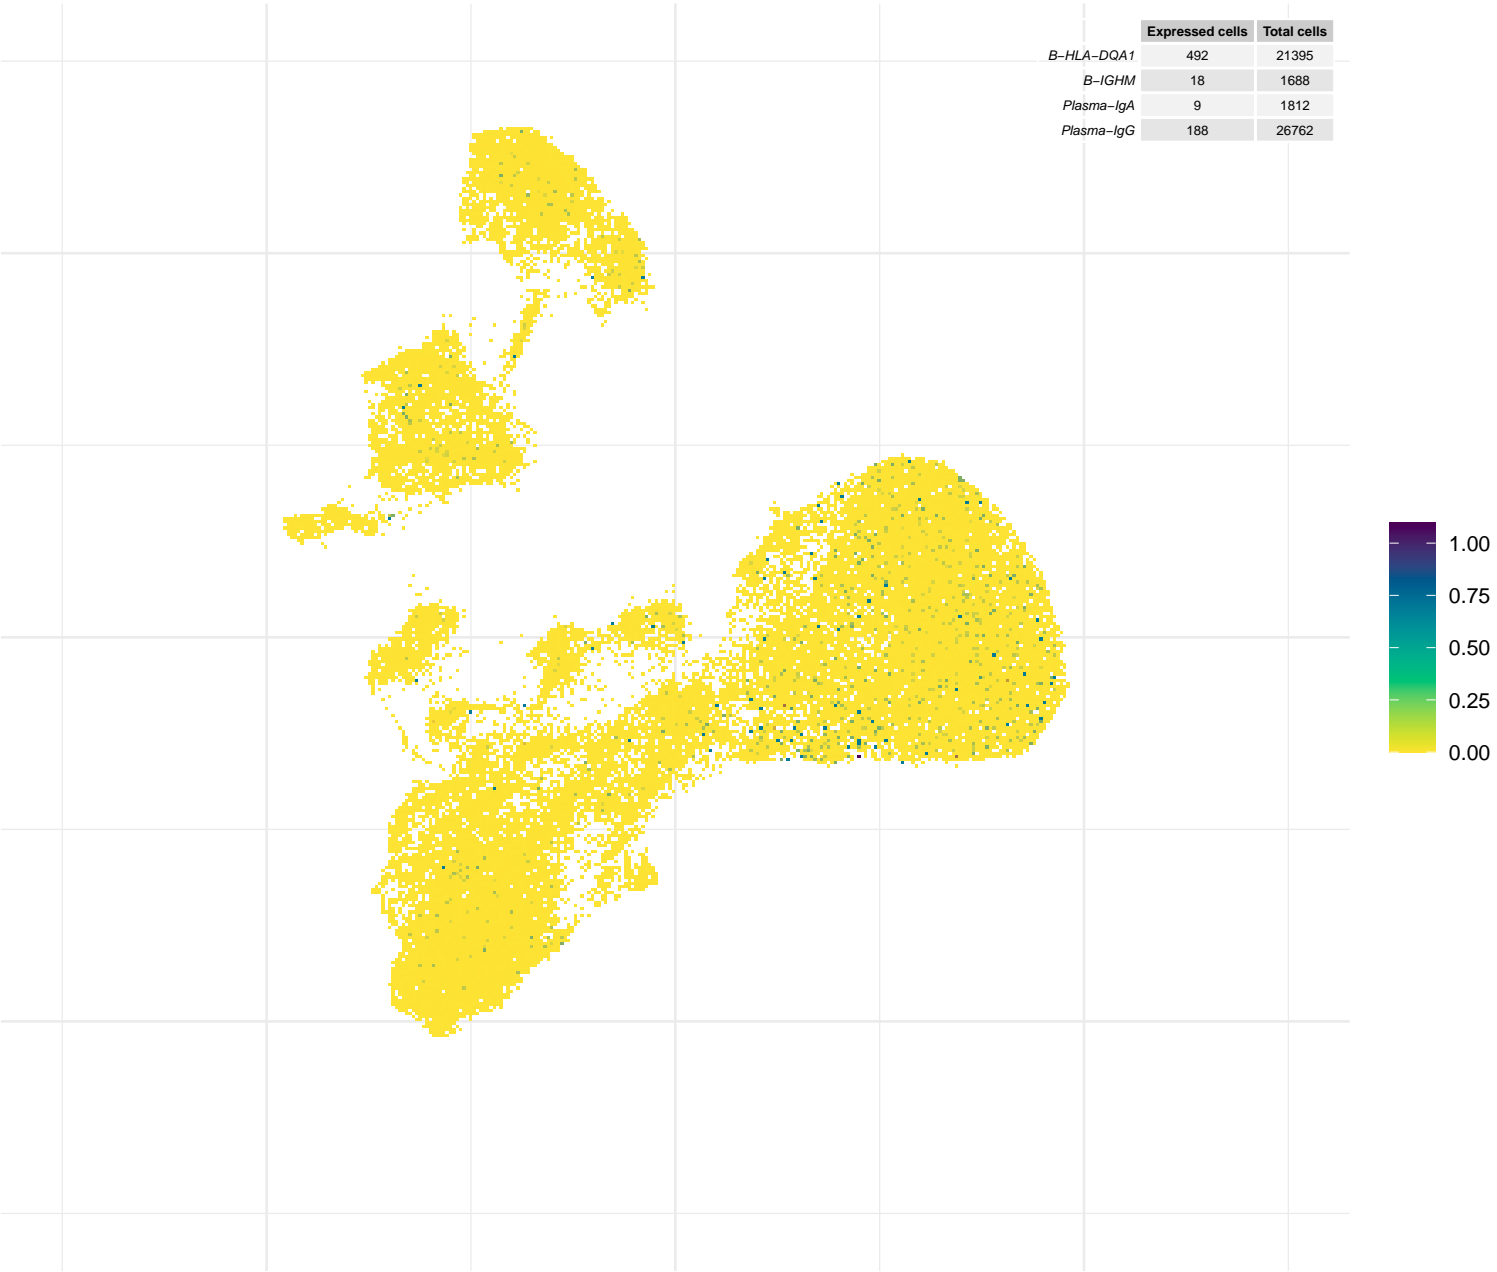 Expressed cells Total cells
B−HLA−DQA1 492 21395
B−IGHM 18 1688
Plasma−IgA 9 1812
Plasma−IgG 188 26762
1.00
0.75
0.50
0.25
0.00